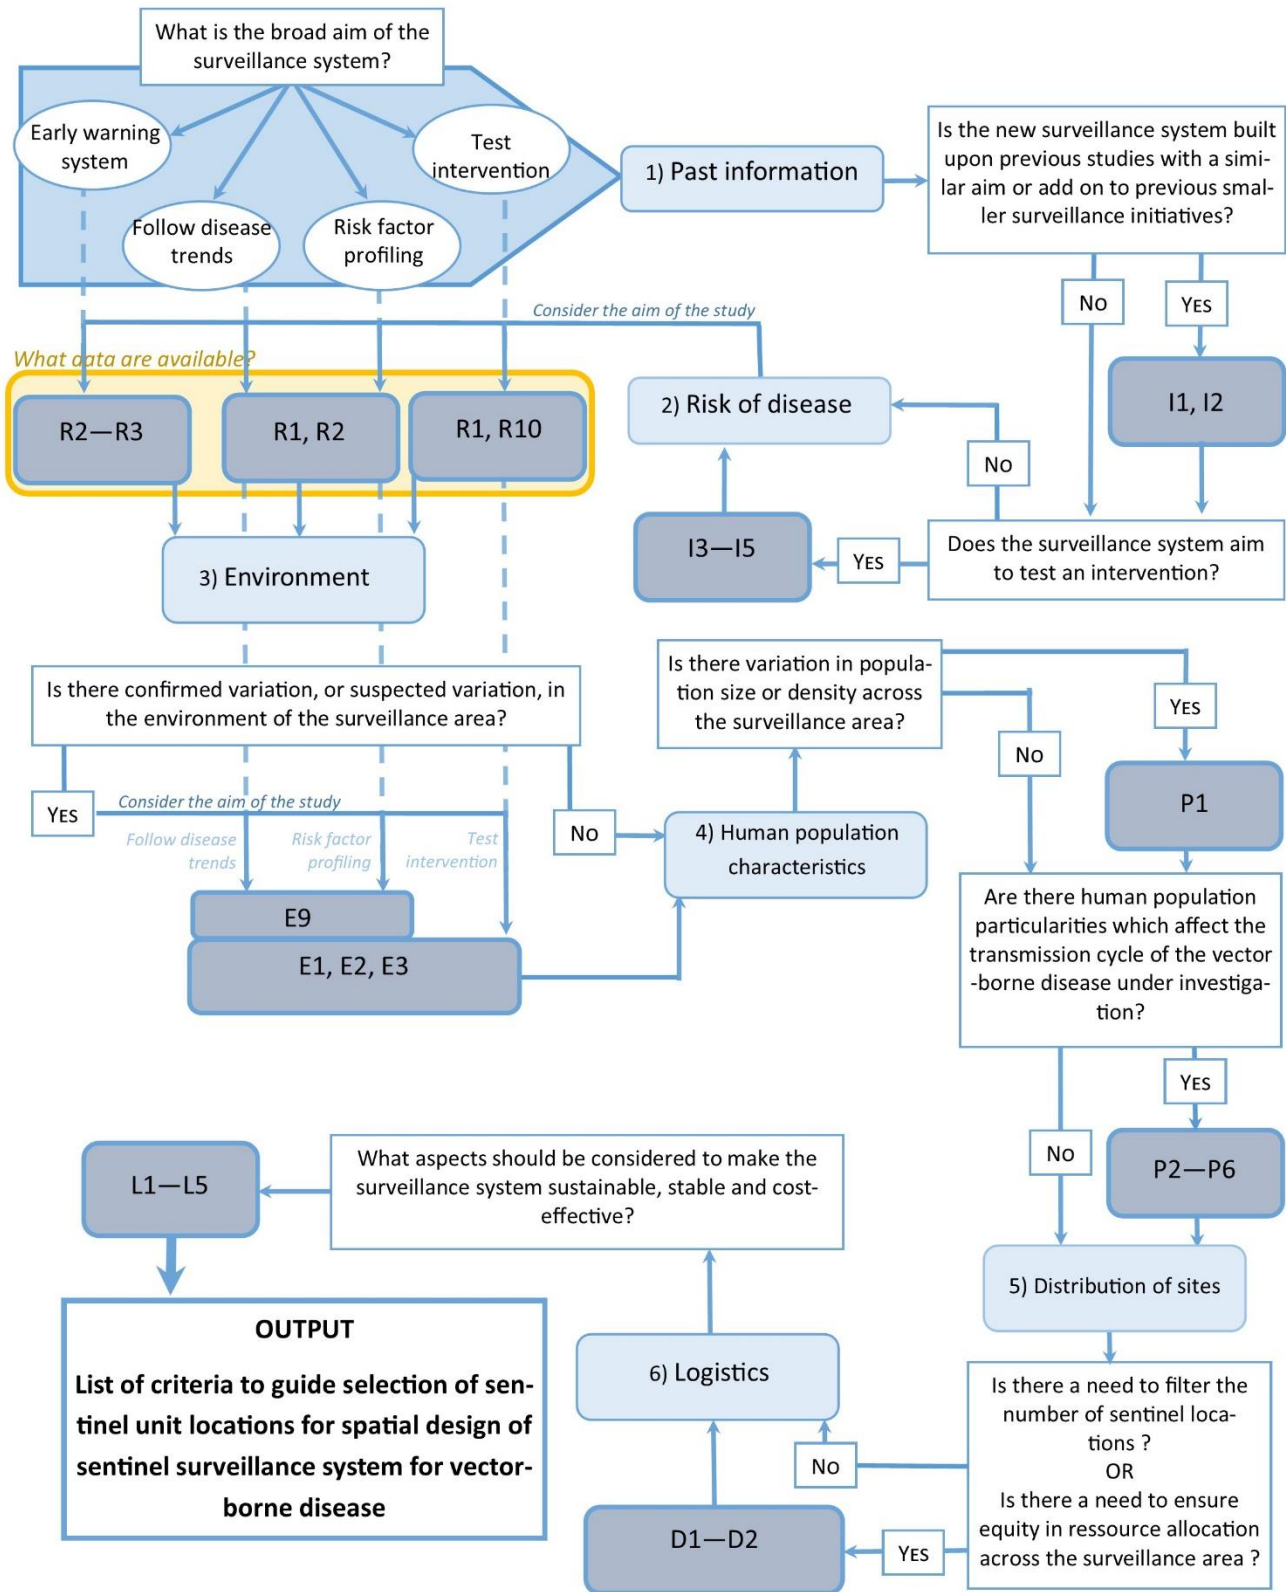 What is the broad aim of the
surveillance system?
Early warning
system
Test
intervention
Follow disease
trends
Risk factor
profiling
1) Past information
Is the new surveillance system built
upon previous studies with a simi-
lar aim or add on to previous smal-
ler surveillance initiatives?
No
YES
I1, I2
Consider the aim of the study
What data are available?
R2—R3
R1, R2
R1, R10
2) Risk of disease
No
I3—I5
YES
Does the surveillance system aim
to test an intervention?
3) Environment
Is there confirmed variation, or suspected variation, in
the environment of the surveillance area?
YES
Consider the aim of the study
Follow disease
trends
Risk factor
profiling
Test
intervention
No
E9
E1, E2, E3
4) Human population
characteristics
Is there variation in popula-
tion size or density across
the surveillance area?
YES
No
P1
Are there human population
particularities which affect the
transmission cycle of the vector
-borne disease under investiga-
tion?
YES
No
P2—P6
5) Distribution of sites
Is there a need to filter the
number of sentinel loca-
tions ?
OR
Is there a need to ensure
equity in ressource allocation
across the surveillance area ?
No
YES
D1—D2
6) Logistics
What aspects should be considered to make the
surveillance system sustainable, stable and cost-
effective?
L1—L5
OUTPUT
List of criteria to guide selection of sen-
tinel unit locations for spatial design of
sentinel surveillance system for vector-
borne disease